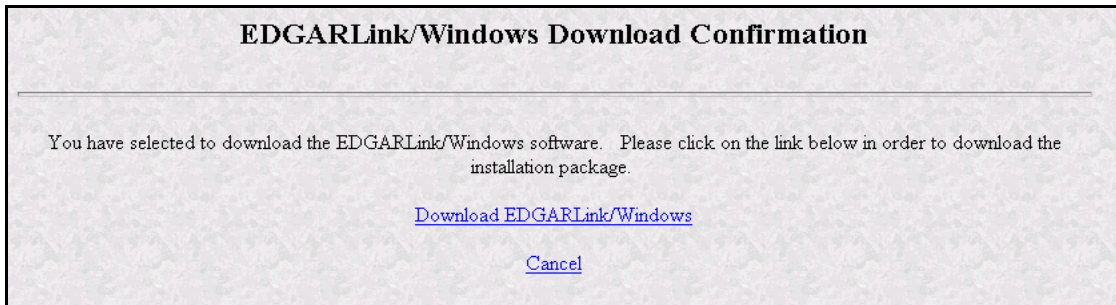 EDGARLink/Windows Download Confirmation
You have selected to download the EDGARLink/Windows software. Please click on the link below in order to download the
installation package.
Download EDGARLink/Windows
Cancel